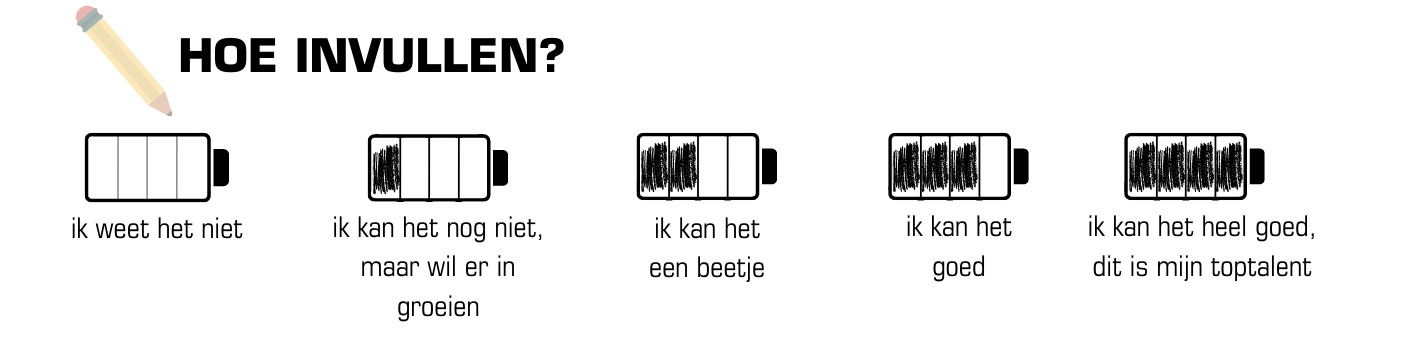 HOE INVULLEN?
ik weet het niet
ik kan het nog niet,
maar wil er in
groeien
ik kan het
een beetje
ik kan het
goed
ik kan het heel goed,
dit is mijn toptalent